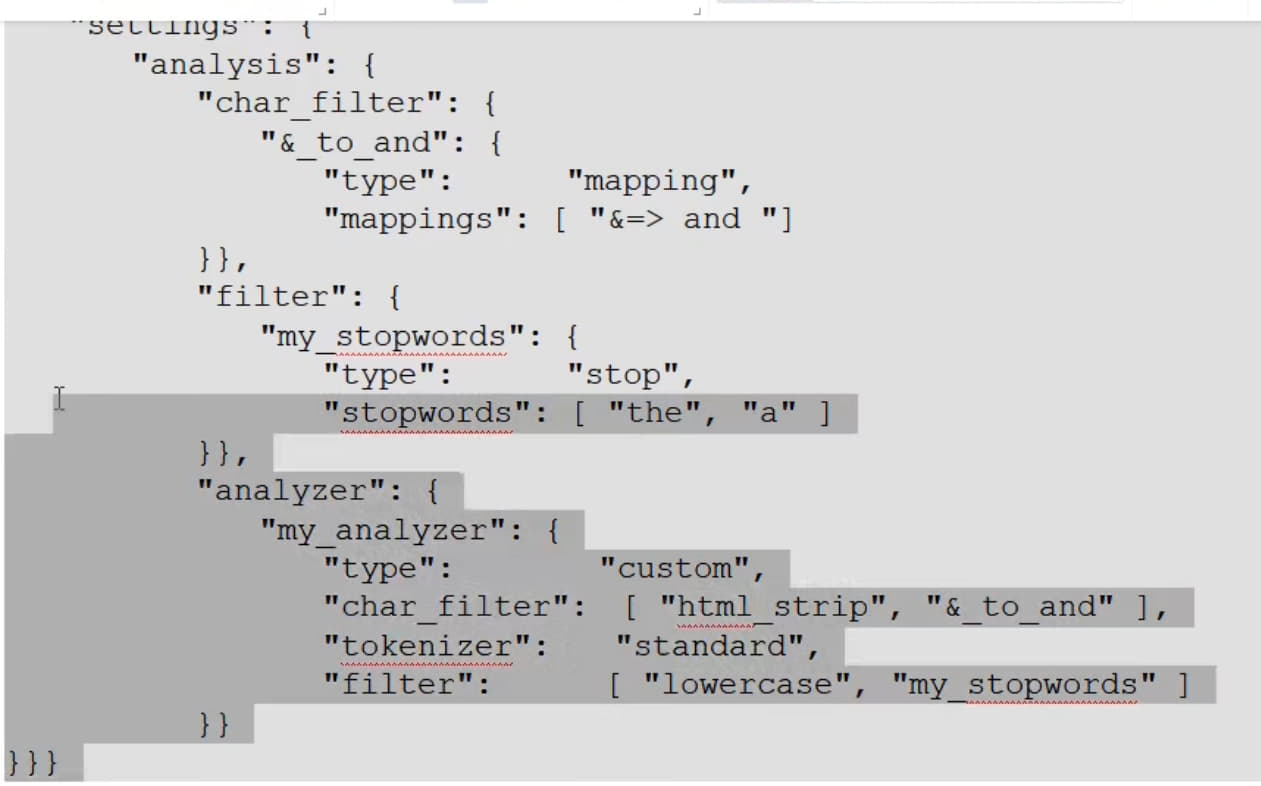 "settings": {
"analysis": {
"char_filter": {
"&_to_and": {
"type":       "mapping",
"mappings": [ "&=> and "]
}},
"filter": {
"my_stopwords": {
"type":       "stop",
"stopwords": [ "the", "a" ]
}},
"analyzer": {
"my_analyzer": {
"type":         "custom",
"char_filter":  [ "html_strip", "&_to_and" ],
"tokenizer":    "standard",
"filter":       [ "lowercase", "my_stopwords" ]
}}
}}}